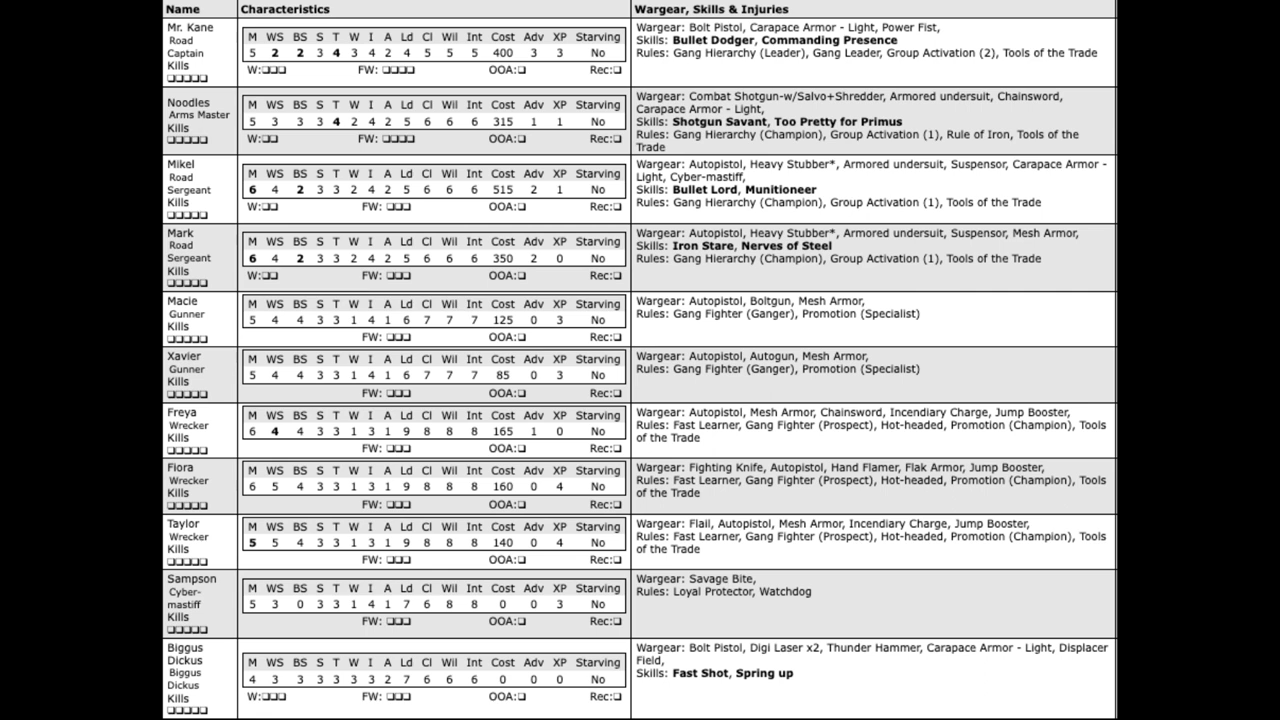 Name Characteristics Wargear, Skills & Injuries
Mr. Kane
Road
Captain
Kills
❏❏❏❏❏
M WS BS S T W I A Ld Cl Wil Int Cost Adv XP Starving
5 2 2 3 4 3 4 2 4 5 5 5 400 3 3 No
W:❏❏❏ FW: ❏❏❏❏ OOA:❏ Rec:❏
Wargear: Bolt Pistol, Carapace Armor - Light, Power Fist,
Skills: Bullet Dodger, Commanding Presence
Rules: Gang Hierarchy (Leader), Gang Leader, Group Activation (2), Tools of the Trade
Noodles
Arms Master
Kills
❏❏❏❏❏
M WS BS S T W I A Ld Cl Wil Int Cost Adv XP Starving
5 3 3 3 4 2 4 2 5 6 6 6 315 1 1 No
W:❏❏ FW: ❏❏❏❏ OOA:❏ Rec:❏
Wargear: Combat Shotgun-w/Salvo+Shredder, Armored undersuit, Chainsword,
Carapace Armor - Light,
Skills: Shotgun Savant, Too Pretty for Primus
Rules: Gang Hierarchy (Champion), Group Activation (1), Rule of Iron, Tools of the
Trade
Mikel
Road
Sergeant
Kills
❏❏❏❏❏
M WS BS S T W I A Ld Cl Wil Int Cost Adv XP Starving
6 4 2 3 3 2 4 2 5 6 6 6 515 2 1 No
W:❏❏ FW: ❏❏❏ OOA:❏ Rec:❏
Wargear: Autopistol, Heavy Stubber*, Armored undersuit, Suspensor, Carapace Armor -
Light, Cyber-mastiff,
Skills: Bullet Lord, Munitioneer
Rules: Gang Hierarchy (Champion), Group Activation (1), Tools of the Trade
Mark
Road
Sergeant
Kills
❏❏❏❏❏
M WS BS S T W I A Ld Cl Wil Int Cost Adv XP Starving
6 4 2 3 3 2 4 2 5 6 6 6 350 2 0 No
W:❏❏ FW: ❏❏❏ OOA:❏ Rec:❏
Wargear: Autopistol, Heavy Stubber*, Armored undersuit, Suspensor, Mesh Armor,
Skills: Iron Stare, Nerves of Steel
Rules: Gang Hierarchy (Champion), Group Activation (1), Tools of the Trade
Macie
Gunner
Kills
❏❏❏❏❏
M WS BS S T W I A Ld Cl Wil Int Cost Adv XP Starving
5 4 4 3 3 1 4 1 6 7 7 7 125 0 3 No
FW: ❏❏❏ OOA:❏ Rec:❏
Wargear: Autopistol, Boltgun, Mesh Armor,
Rules: Gang Fighter (Ganger), Promotion (Specialist)
Xavier
Gunner
Kills
❏❏❏❏❏
M WS BS S T W I A Ld Cl Wil Int Cost Adv XP Starving
5 4 4 3 3 1 4 1 6 7 7 7 85 0 3 No
FW: ❏❏❏ OOA:❏ Rec:❏
Wargear: Autopistol, Autogun, Mesh Armor,
Rules: Gang Fighter (Ganger), Promotion (Specialist)
Freya
Wrecker
Kills
❏❏❏❏❏
M WS BS S T W I A Ld Cl Wil Int Cost Adv XP Starving
6 4 4 3 3 1 3 1 9 8 8 8 165 1 0 No
FW: ❏❏❏ OOA:❏ Rec:❏
Wargear: Autopistol, Mesh Armor, Chainsword, Incendiary Charge, Jump Booster,
Rules: Fast Learner, Gang Fighter (Prospect), Hot-headed, Promotion (Champion), Tools
of the Trade
Fiora
Wrecker
Kills
❏❏❏❏❏
M WS BS S T W I A Ld Cl Wil Int Cost Adv XP Starving
6 5 4 3 3 1 3 1 9 8 8 8 160 0 4 No
FW: ❏❏❏ OOA:❏ Rec:❏
Wargear: Fighting Knife, Autopistol, Hand Flamer, Flak Armor, Jump Booster,
Rules: Fast Learner, Gang Fighter (Prospect), Hot-headed, Promotion (Champion), Tools
of the Trade
Taylor
Wrecker
Kills
❏❏❏❏❏
M WS BS S T W I A Ld Cl Wil Int Cost Adv XP Starving
5 5 4 3 3 1 3 1 9 8 8 8 140 0 4 No
FW: ❏❏❏ OOA:❏ Rec:❏
Wargear: Flail, Autopistol, Mesh Armor, Incendiary Charge, Jump Booster,
Rules: Fast Learner, Gang Fighter (Prospect), Hot-headed, Promotion (Champion), Tools
of the Trade
Sampson
Cyber-
mastiff
Kills
❏❏❏❏❏
M WS BS S T W I A Ld Cl Wil Int Cost Adv XP Starving
5 3 0 3 3 1 4 1 7 6 8 8 0 0 3 No
FW: ❏❏❏ OOA:❏ Rec:❏
Wargear: Savage Bite,
Rules: Loyal Protector, Watchdog
Biggus
Dickus
Biggus
Dickus
Kills
❏❏❏❏❏
M WS BS S T W I A Ld Cl Wil Int Cost Adv XP Starving
4 3 3 3 3 3 3 2 7 6 6 6 0 0 0 No
W:❏❏❏ FW: ❏❏❏ OOA:❏ Rec:❏
Wargear: Bolt Pistol, Digi Laser x2, Thunder Hammer, Carapace Armor - Light, Displacer
Field,
Skills: Fast Shot, Spring up